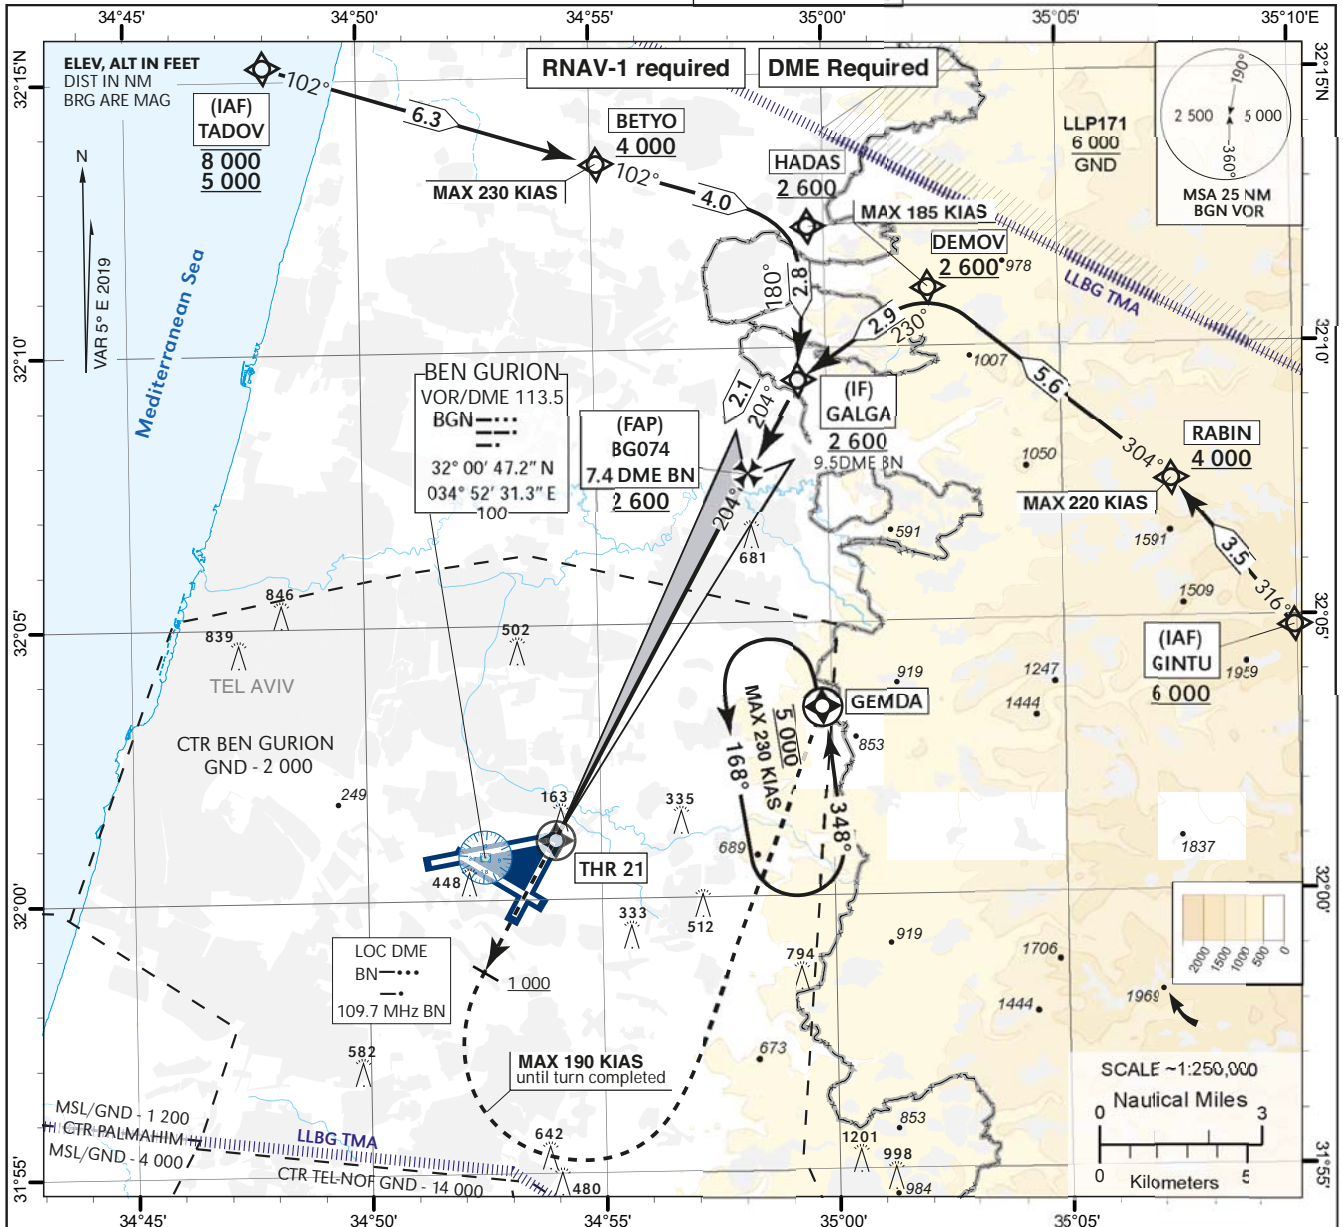 34°45'
34°50'
34°55'
35°00'
35°05'
35°10'E
32°15'N
32°15'N
ELEV, ALT IN FEET
DIST IN NM
BRG ARE MAG
(IAF)
TADOV
8 000
5 000
102°
6.3
RNAV-1 required
DME Required
BETYO
4 000
MAX 230 KIAS
102°
4.0
HADAS
2 600
MAX 185 KIAS
DEMOV
2 600
978
LLP171
6 000
GND
190°
2 500
5 000
360°
MSA 25 NM
BGN VOR
N
VAR 5° E 2019
Mediterranean Sea
LLBG TMA
180°
2.8
2.9
230°
1007
5.6
32°10'
32°10'
BEN GURION
VOR/DME 113.5
BGN
32° 00' 47.2" N
034° 52' 31.3" E
100
(FAP)
BG074
7.4 DME BN
2 600
2.1
204°
(IF)
GALGA
2 600
9.5DME BN
204°
681
591
1050
304°
RABIN
4 000
MAX 220 KIAS
1591
3.5
1509
316°
32°05'
32°05'
(IAF)
GINTU
6 000
1959
846
839
502
TEL AVIV
CTR BEN GURION
GND - 2 000
249
919
1247
1444
GEMDA
853
5 000
MAX 230 KIAS
168°
348°
163
335
689
THR 21
448
1837
32°00'
32°00'
333
512
LOC DME
BN
109.7 MHz BN
1 000
794
919
1706
1444
1969
2000
1500
1000
500
0
582
MAX 190 KIAS
until turn completed
673
SCALE ~1:250,000
Nautical Miles
0
3
0
5
Kilometers
MSL/GND - 1 200
CTR PALMAHIM
MSL/GND - 4 000
LLBG TMA
CTR TEL-NOF GND - 14 000
642
480
853
1201
998
984
31°55'
31°55'
34°45'
34°50'
34°55'
35°00'
35°05'